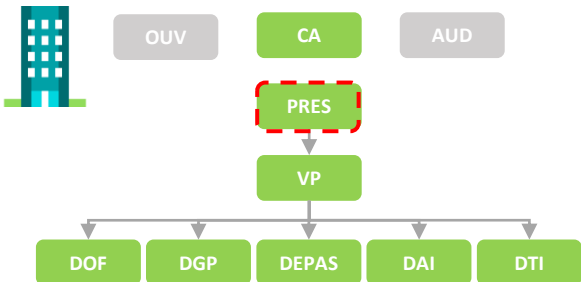 OUV CA AUD
PRES
VP
DOF DGP DEPAS DAI DTI